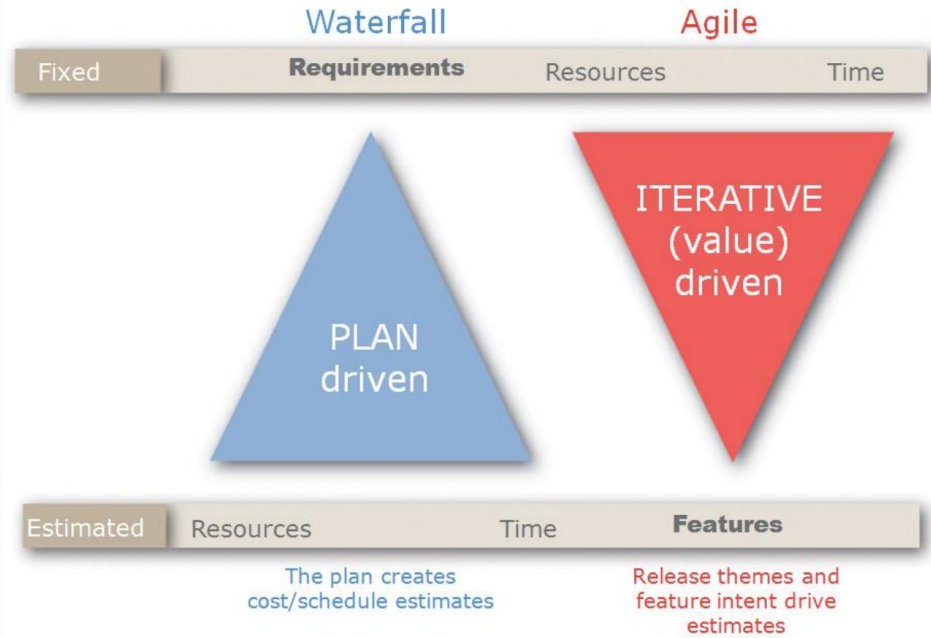 Waterfall Agile
Fixed Requirements Resources Time
PLAN
driven
ITERATIVE
(value)
driven
Estimated Resources Time Features
The plan creates
cost/schedule estimates
Release themes and
feature intent drive
estimates